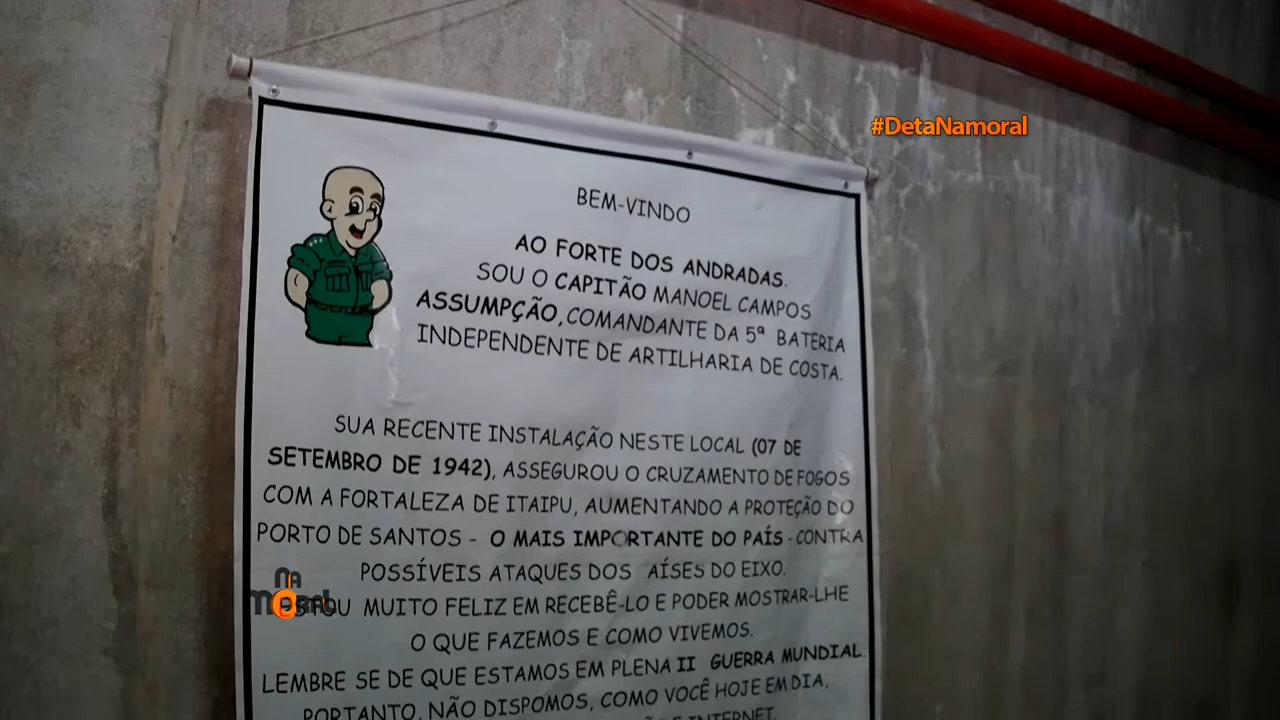 #DetaNamoral
BEM-VINDO
AO FORTE DOS ANDRADAS.
SOU O CAPITÃO MANOEL CAMPOS
ASSUMPÇÃO, COMANDANTE DA 5ª BATERIA
INDEPENDENTE DE ARTILHARIA DE COSTA.
SUA RECENTE INSTALAÇÃO NESTE LOCAL (07 DE
SETEMBRO DE 1942), ASSEGUROU O CRUZAMENTO DE FOGOS
COM A FORTALEZA DE ITAIPU, AUMENTANDO A PROTEÇÃO DO
PORTO DE SANTOS - O MAIS IMPORTANTE DO PAÍS - CONTRA
POSSÍVEIS ATAQUES DOS AÍSES DO EIXO.
ESTOU MUITO FELIZ EM RECEBÊ-LO E PODER MOSTRAR-LHE
O QUE FAZEMOS E COMO VIVEMOS.
LEMBRE SE DE QUE ESTAMOS EM PLENA II GUERRA MUNDIAL.
PORTANTO, NÃO DISPOMOS, COMO VOCÊ HOJE EM DIA,
E INTERNET.
NA
MORAL